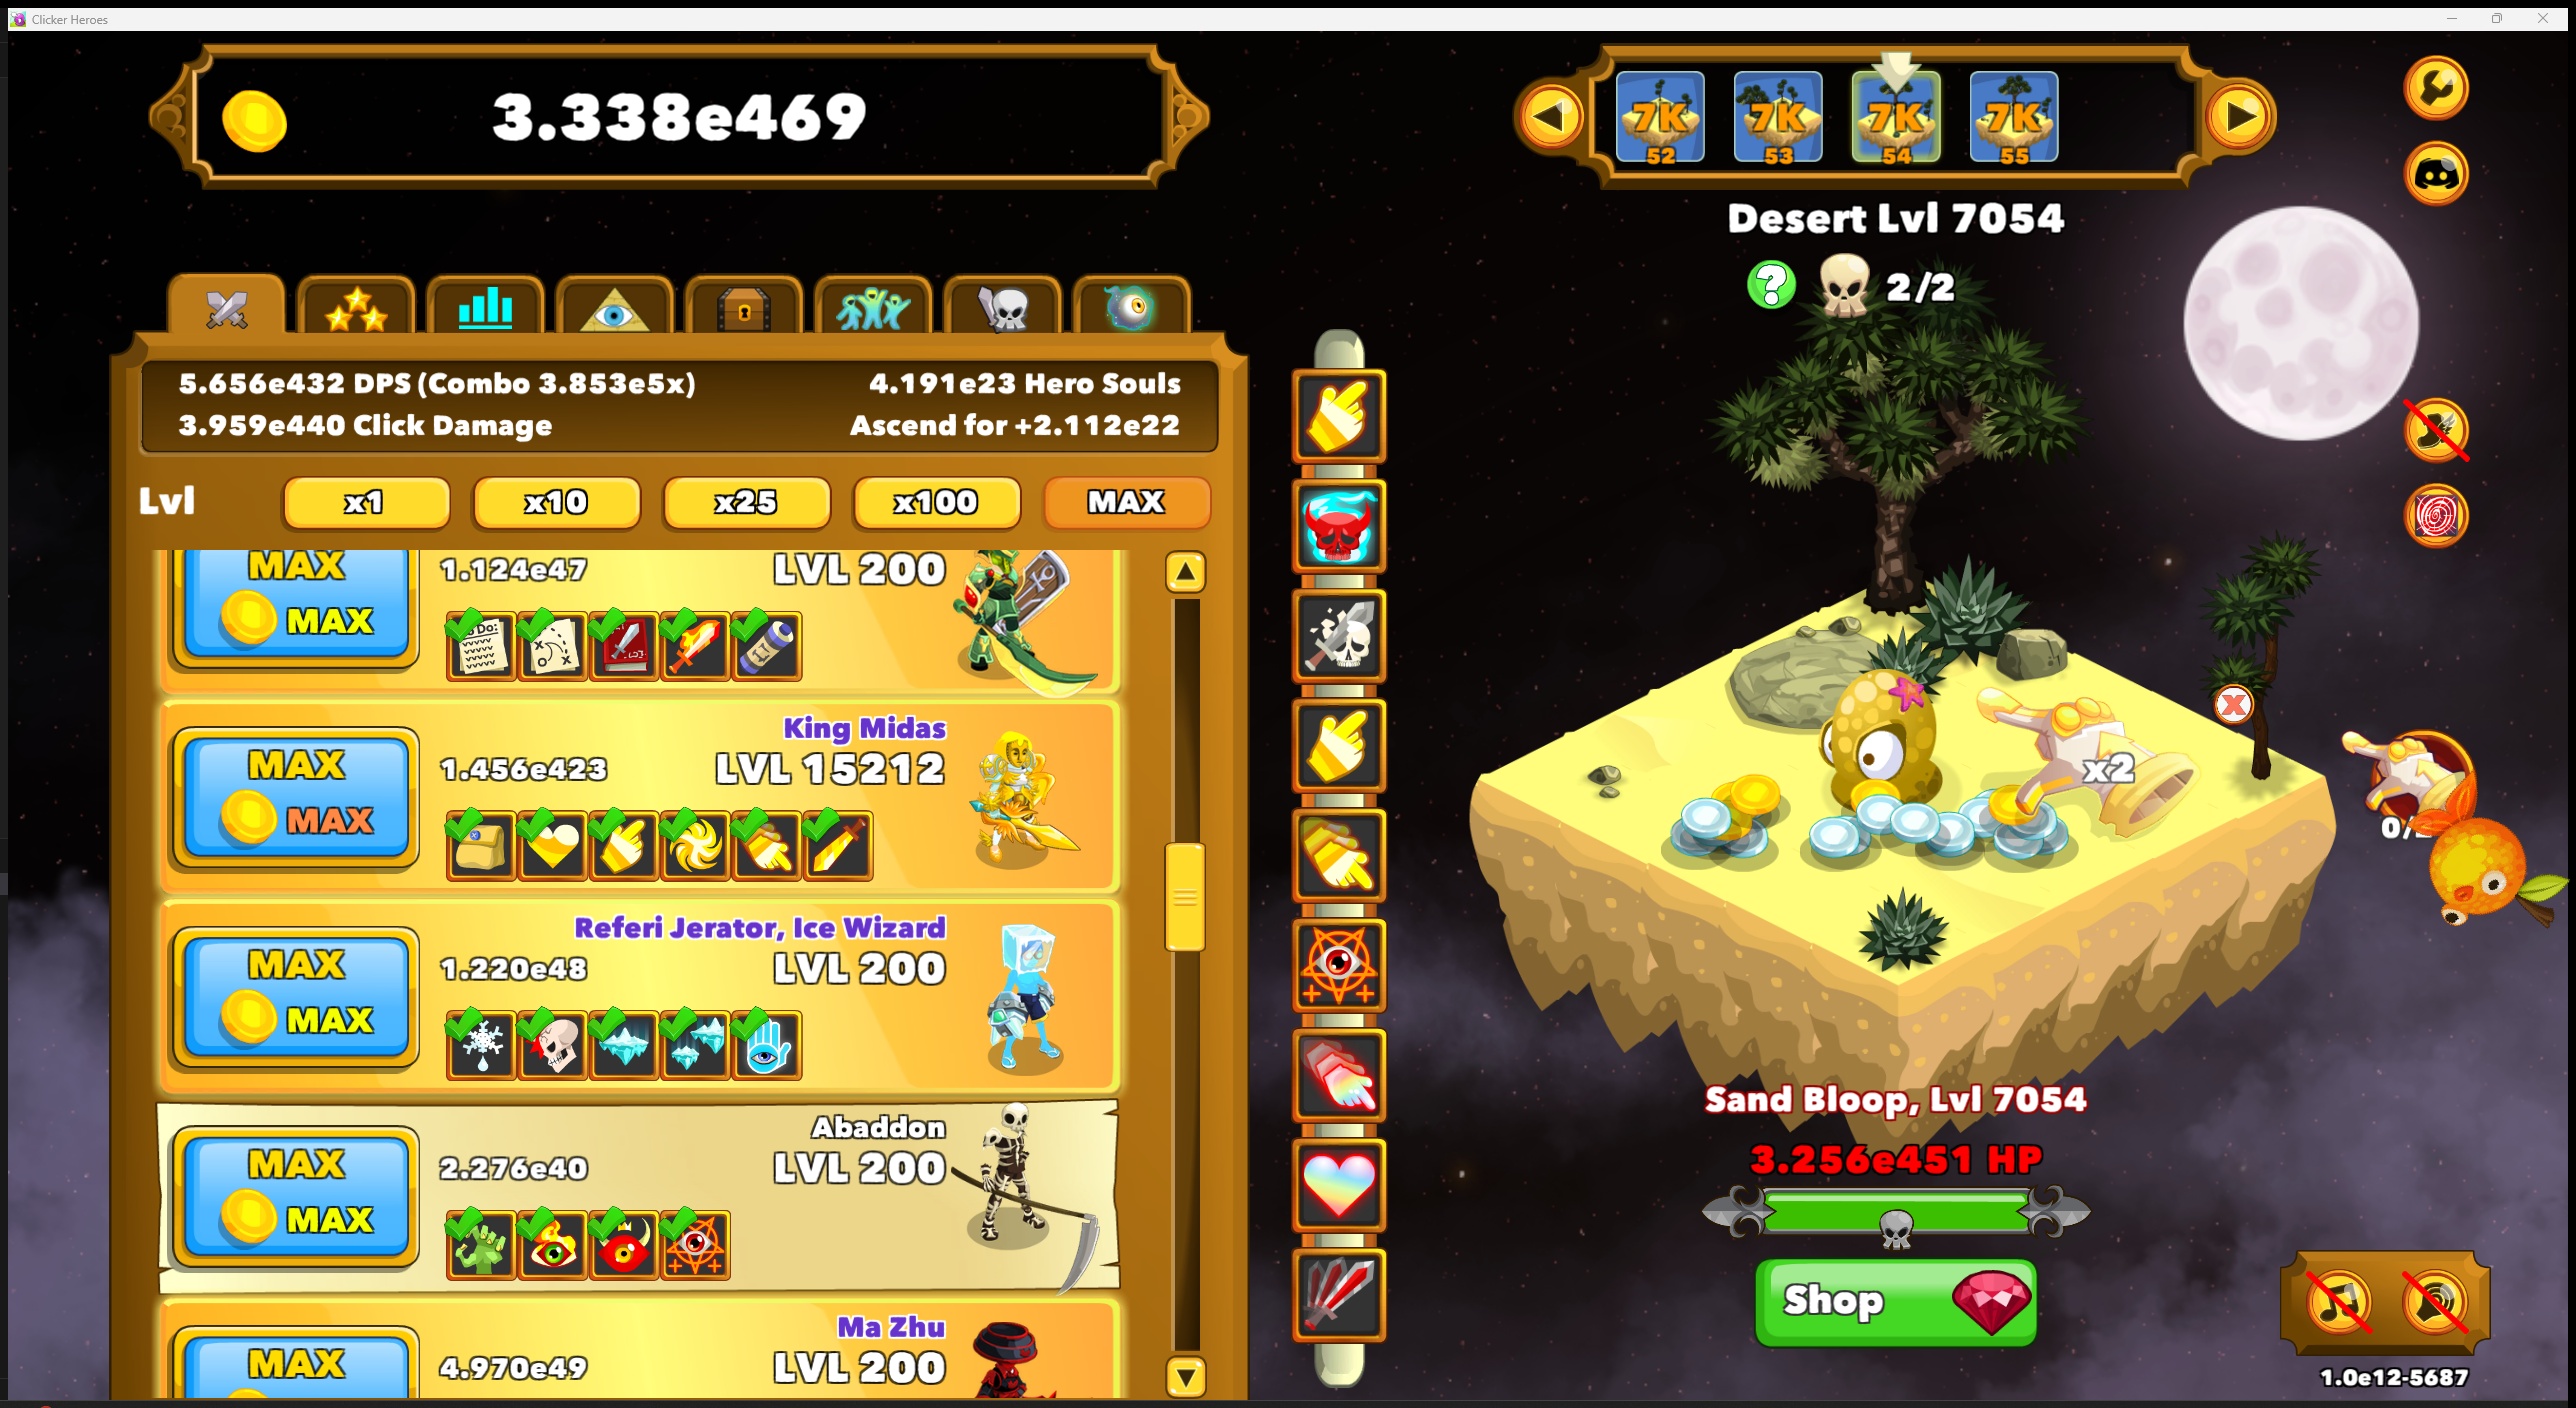 Clicker Heroes
3.338e469
7K
52
7K
53
7K
54
7K
55
Desert Lvl 7054
2/2
5.656e432 DPS (Combo 3.853e5x)
4.191e23 Hero Souls
3.959e440 Click Damage
Ascend for +2.112e22
Lvl
x1
x10
x25
x100
MAX
MAX
MAX
1.124e47
LVL 200
MAX
MAX
King Midas
1.456e423
LVL 15212
MAX
MAX
Referi Jerator, Ice Wizard
1.220e48
LVL 200
MAX
MAX
Abaddon
2.276e40
LVL 200
MAX
Ma Zhu
4.970e49
LVL 200
x2
Sand Bloop, Lvl 7054
3.256e451 HP
Shop
1.0e12-5687